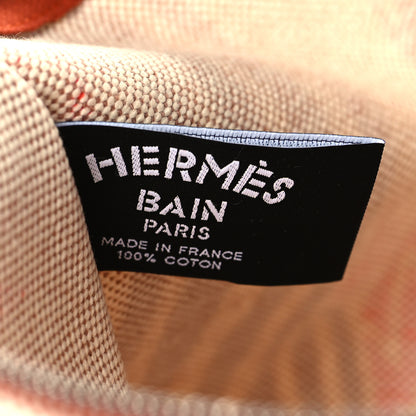 HERMÈS
BAIN
PARIS
MADE IN FRANCE
100% COTON